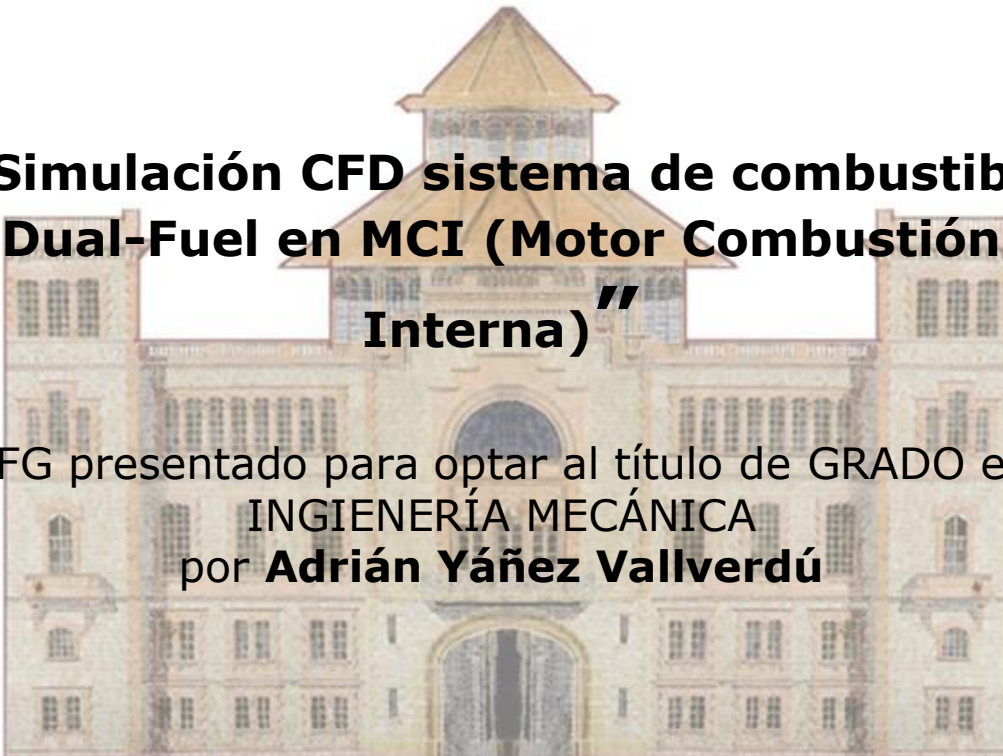 Simulación CFD sistema de combustib
Dual-Fuel en MCI (Motor Combustión
Interna)”
FG presentado para optar al título de GRADO e
INGIENERÍA MECÁNICA
por Adrián Yáñez Vallverdú